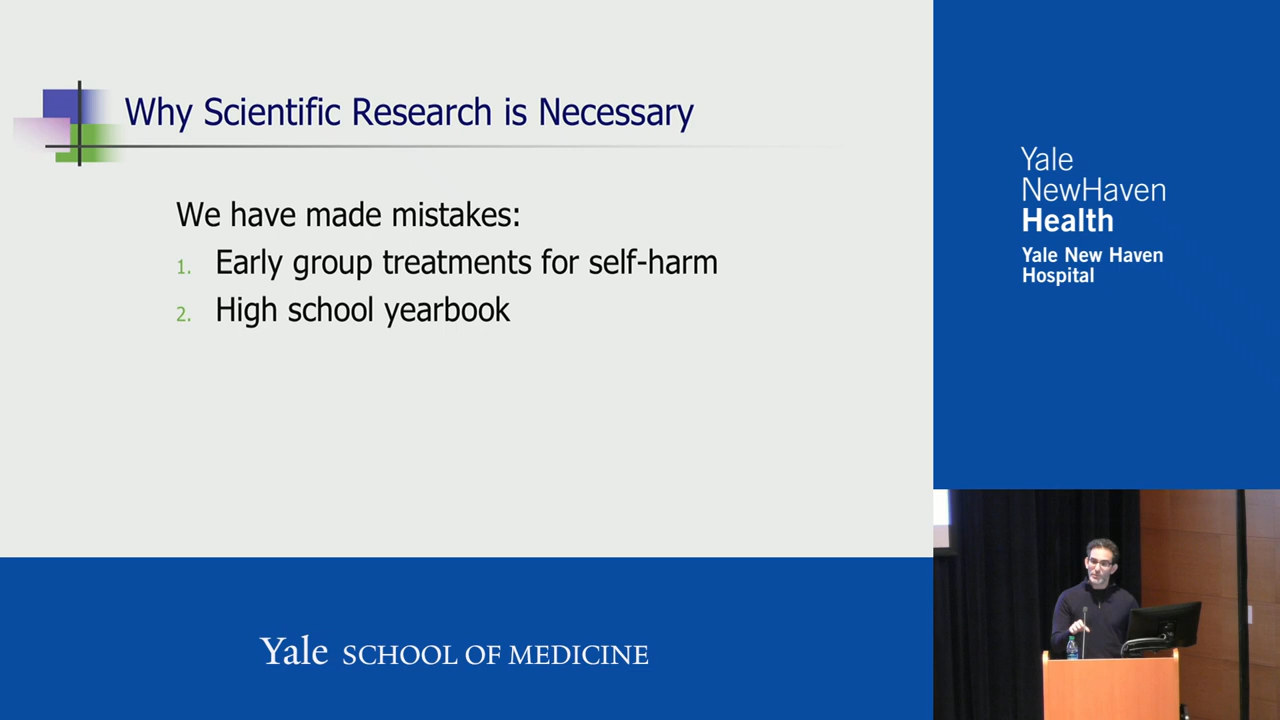 Why Scientific Research is Necessary
We have made mistakes:
1. Early group treatments for self-harm
2. High school yearbook
Yale
NewHaven
Health
Yale New Haven
Hospital
Yale SCHOOL OF MEDICINE